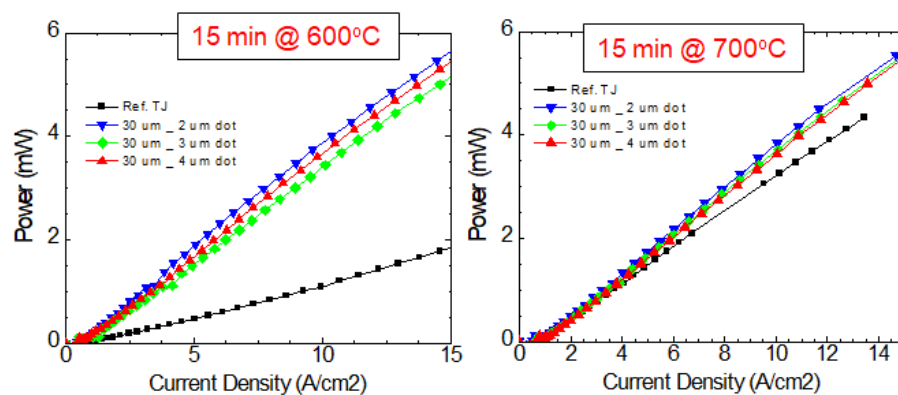 15 min @ 600°C
6
4
2
0
Power (mW)
Ref. TJ
30 um _ 2 um dot
30 um _ 3 um dot
30 um _ 4 um dot
0 5 10 15
Current Density (A/cm2)
15 min @ 700°C
6
4
2
0
Power (mW)
Ref. TJ
30 um _ 2 um dot
30 um _ 3 um dot
30 um _ 4 um dot
0 2 4 6 8 10 12 14
Current Density (A/cm2)